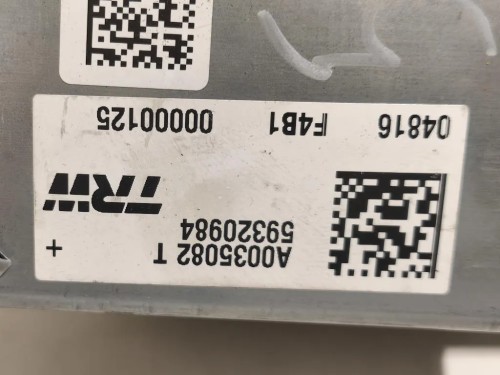 A0035082 T +
59320984
TRW
04816 F4B1 00000125